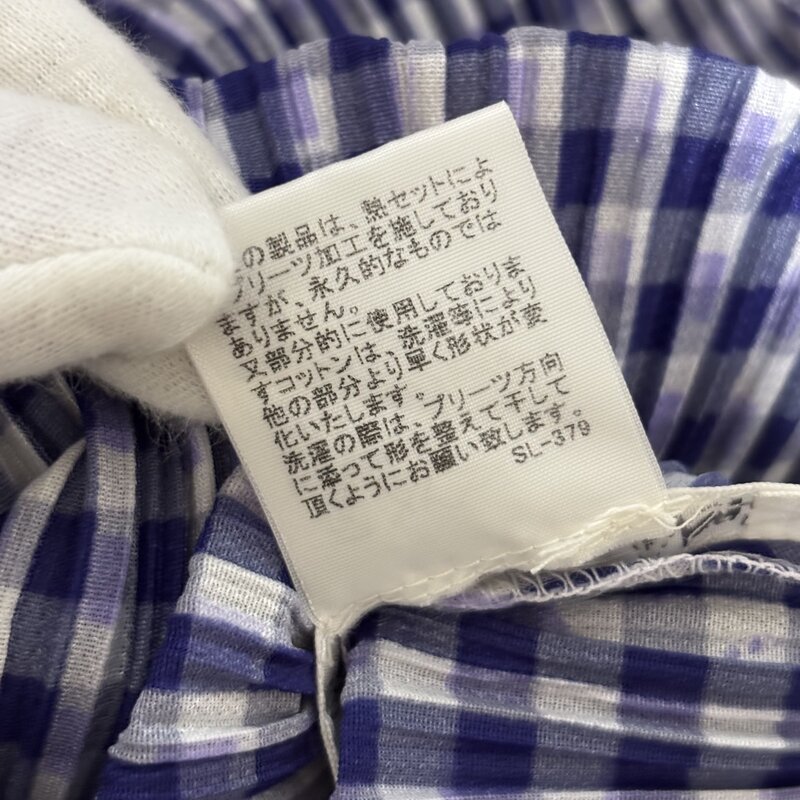 の製品は、熱セットによ
プリーツ加工を施しており
ますが、永久的なものでは
ありません。
又部分的に使用しておりま
すコットンは、洗濯等により
他の部分より早く形状が変
化いたします。
洗濯の際は、プリーツ方向
に添って形を整えて干して
頂くようにお願い致します。
SL-379